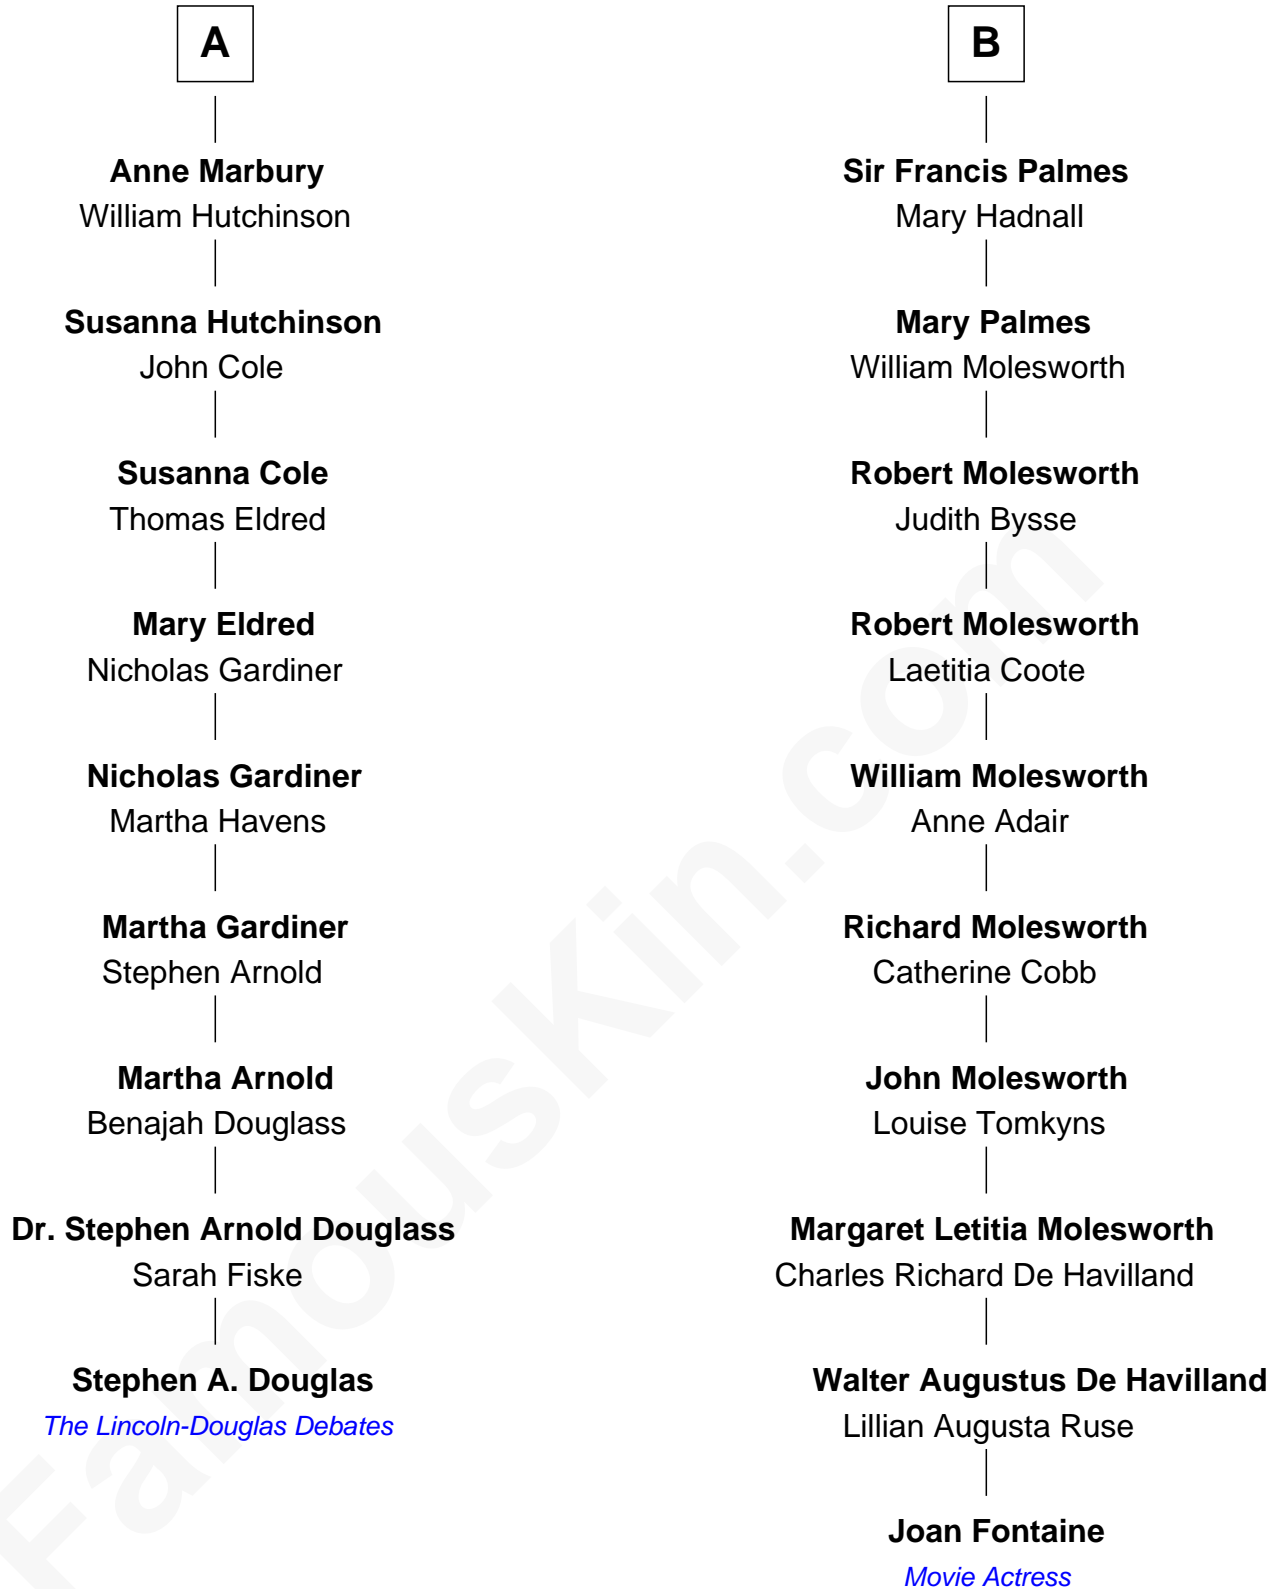 A
Anne Marbury
William Hutchinson
Susanna Hutchinson
John Cole
Susanna Cole
Thomas Eldred
Mary Eldred
Nicholas Gardiner
Nicholas Gardiner
Martha Havens
Martha Gardiner
Stephen Arnold
Martha Arnold
Benajah Douglass
Dr. Stephen Arnold Douglass
Sarah Fiske
Stephen A. Douglas
The Lincoln-Douglas Debates
B
Sir Francis Palmes
Mary Hadnall
Mary Palmes
William Molesworth
Robert Molesworth
Judith Bysse
Robert Molesworth
Laetitia Coote
William Molesworth
Anne Adair
Richard Molesworth
Catherine Cobb
John Molesworth
Louise Tomkyns
Margaret Letitia Molesworth
Charles Richard De Havilland
Walter Augustus De Havilland
Lillian Augusta Ruse
Joan Fontaine
Movie Actress
FamousKin.com